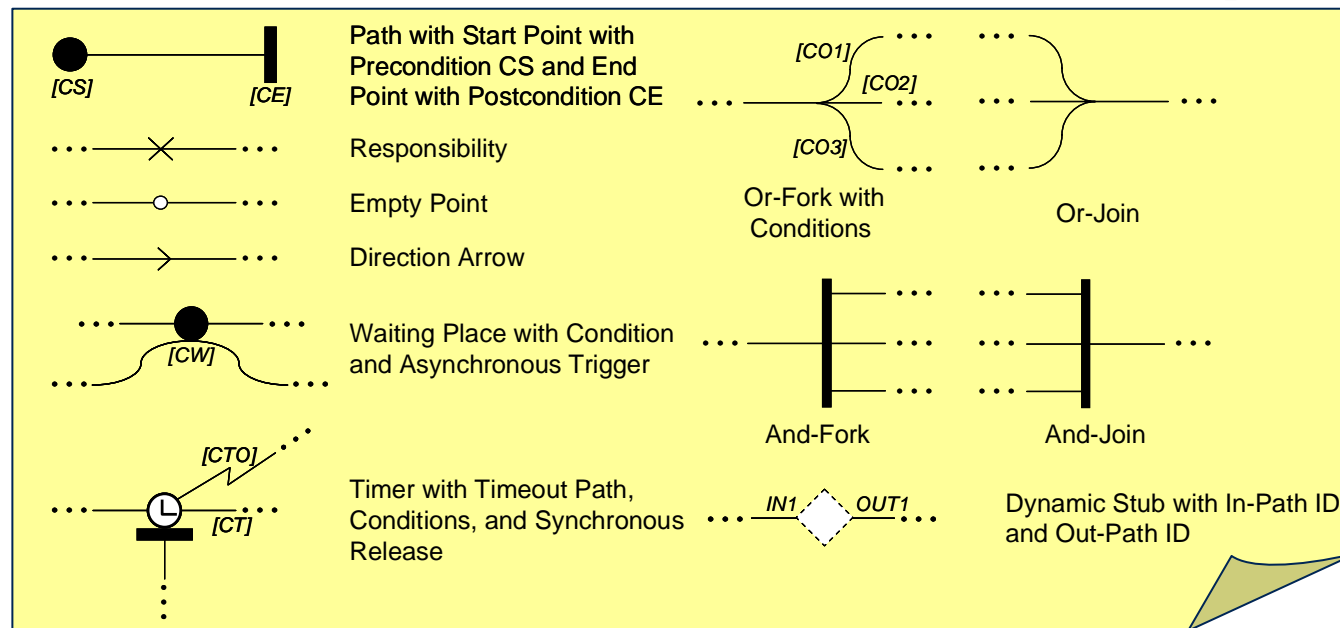 [CS]
[CE]
Path with Start Point with
Precondition CS and End
Point with Postcondition CE
Responsibility
Empty Point
Direction Arrow
[CW]
Waiting Place with Condition
and Asynchronous Trigger
[CTO]
[CT]
Timer with Timeout Path,
Conditions, and Synchronous
Release
[CO1]
[CO2]
[CO3]
Or-Fork with
Conditions
Or-Join
And-Fork
And-Join
IN1
OUT1
Dynamic Stub with In-Path ID
and Out-Path ID